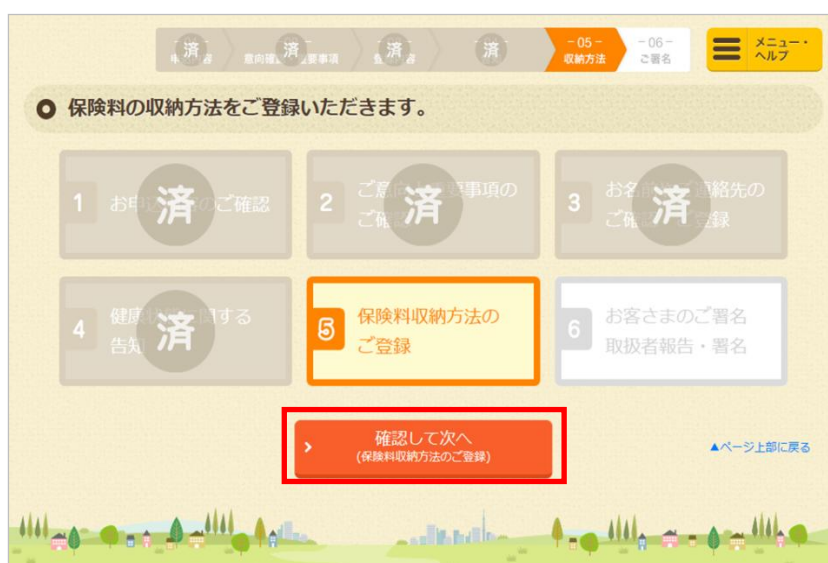 済
済
済
済
- 05 -
収納方法
- 06 -
ご署名
メニュー・
ヘルプ
保険料の収納方法をご登録いただきます。
1
済
ご確認
2
済
事項の
3
済
連絡先の
登録
4
済
する
告知
5
保険料収納方法の
ご登録
6
お客さまのご署名
取扱者報告・署名
確認して次へ
(保険料収納方法のご登録)
▲ページ上部に戻る